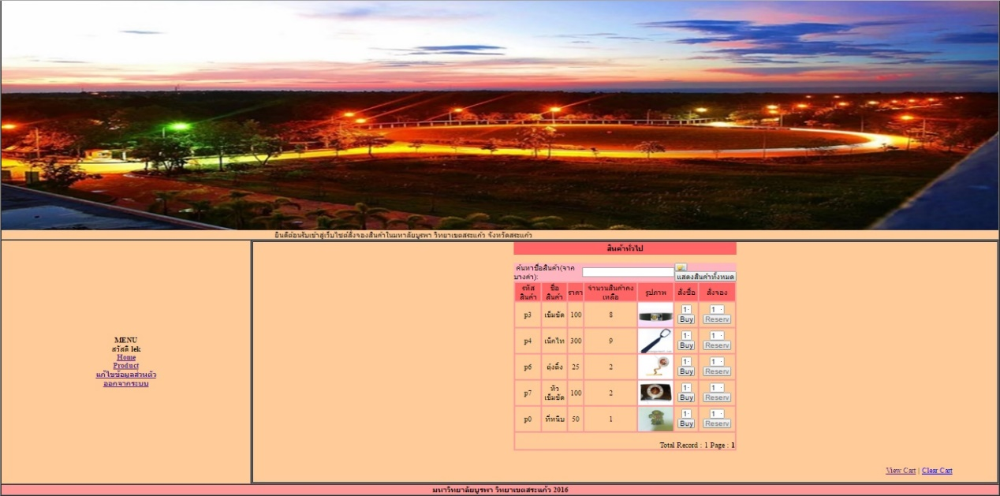 ยินดีต้อนรับเข้าสู่เว็บไซต์สั่งจองสินค้าในมหาลัยบูรพา วิทยาเขตสระแก้ว จังหวัดสระแก้ว
MENU
สวัสดี lek
Home
Product
แก้ไขข้อมูลส่วนตัว
ออกจากระบบ
สินค้าทั่วไป
ค้นหาชื่อสินค้า(จาก
บางคำ):
แสดงสินค้าทั้งหมด
รหัสสินค้า ชื่อสินค้า ราคา จำนวนสินค้าคงเหลือ รูปภาพ สั่งซื้อ สั่งจอง
p3 เข็มขัด 100 8 1 Buy 1 Reserv
p4 เน็คไท 300 9 1 Buy 1 Reserv
p6 ตุ้งติ้ง 25 2 1 Buy 1 Reserv
p7 หัวเข็มขัด 100 2 1 Buy 1 Reserv
p0 ที่หนีบ 50 1 1 Buy 1 Reserv
Total Record : 1 Page : 1
View Cart | Clear Cart
มหาวิทยาลัยบูรพา วิทยาเขตสระแก้ว 2016